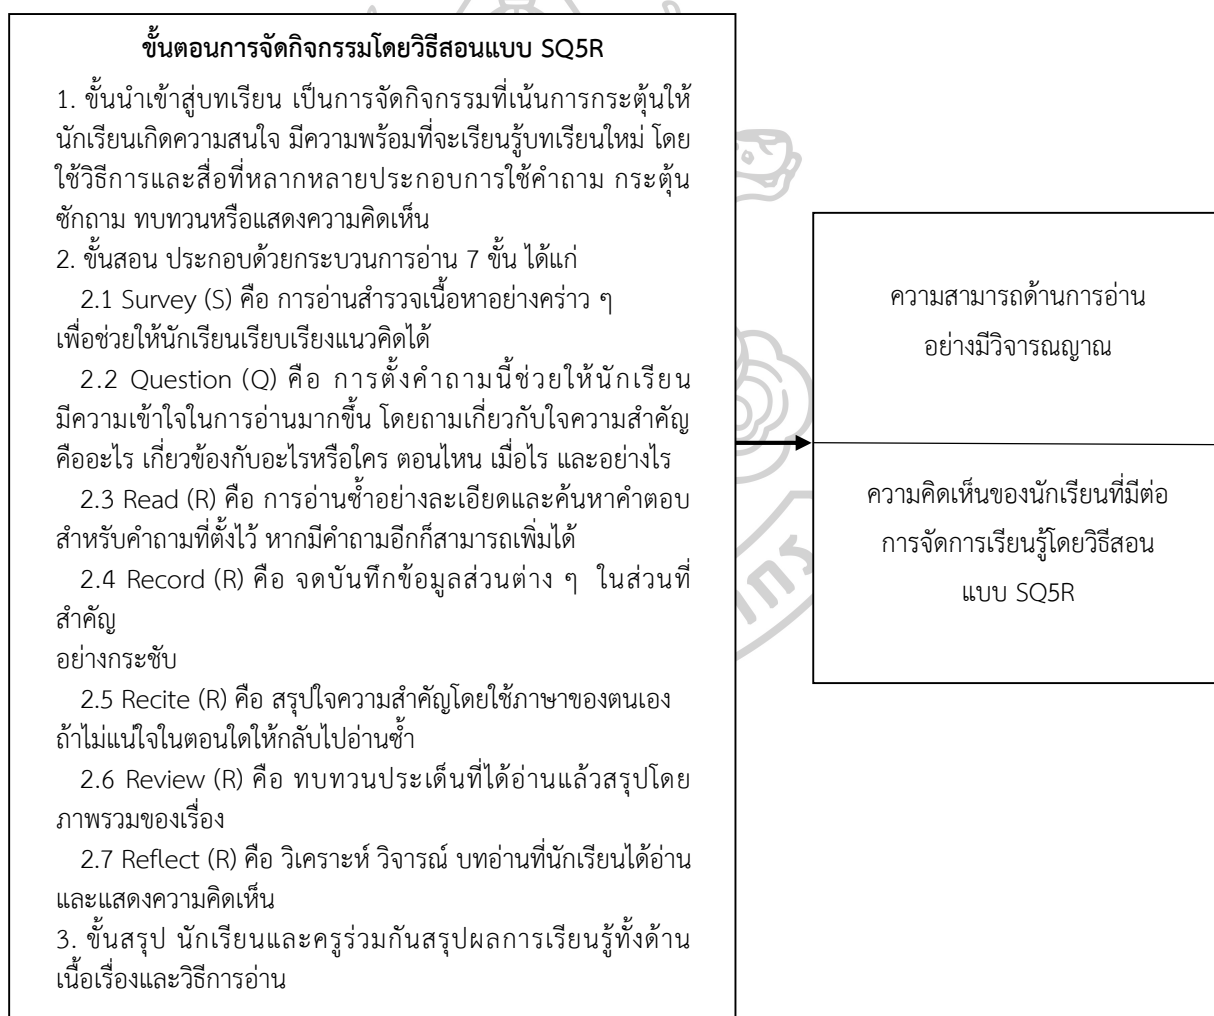 ขั้นตอนการจัดกิจกรรมโดยวิธีสอนแบบ SQ5R
1. ขั้นนำเข้าสู่บทเรียน เป็นการจัดกิจกรรมที่เน้นการกระตุ้นให้
นักเรียนเกิดความสนใจ มีความพร้อมที่จะเรียนรู้บทเรียนใหม่ โดย
ใช้วิธีการและสื่อที่หลากหลายประกอบการใช้คำถาม กระตุ้น
ซักถาม ทบทวนหรือแสดงความคิดเห็น
2. ขั้นสอน ประกอบด้วยกระบวนการอ่าน 7 ขั้น ได้แก่
2.1 Survey (S) คือ การอ่านสำรวจเนื้อหาอย่างคร่าว ๆ
เพื่อช่วยให้นักเรียนเรียบเรียงแนวคิดได้
2.2 Question (Q) คือ การตั้งคำถามนี้ช่วยให้นักเรียน
มีความเข้าใจในการอ่านมากขึ้น โดยถามเกี่ยวกับใจความสำคัญ
คืออะไร เกี่ยวข้องกับอะไรหรือใคร ตอนไหน เมื่อไร และอย่างไร
2.3 Read (R) คือ การอ่านซ้ำอย่างละเอียดและค้นหาคำตอบ
สำหรับคำถามที่ตั้งไว้ หากมีคำถามอีกก็สามารถเพิ่มได้
2.4 Record (R) คือ จดบันทึกข้อมูลส่วนต่าง ๆ ในส่วนที่
สำคัญ
อย่างกระชับ
2.5 Recite (R) คือ สรุปใจความสำคัญโดยใช้ภาษาของตนเอง
ถ้าไม่แน่ใจในตอนใดให้กลับไปอ่านซ้ำ
2.6 Review (R) คือ ทบทวนประเด็นที่ได้อ่านแล้วสรุปโดย
ภาพรวมของเรื่อง
2.7 Reflect (R) คือ วิเคราะห์ วิจารณ์ บทอ่านที่นักเรียนได้อ่าน
และแสดงความคิดเห็น
3. ขั้นสรุป นักเรียนและครูร่วมกันสรุปผลการเรียนรู้ทั้งด้าน
เนื้อเรื่องและวิธีการอ่าน
ความสามารถด้านการอ่าน
อย่างมีวิจารณญาณ
ความคิดเห็นของนักเรียนที่มีต่อ
การจัดการเรียนรู้โดยวิธีสอน
แบบ SQ5R